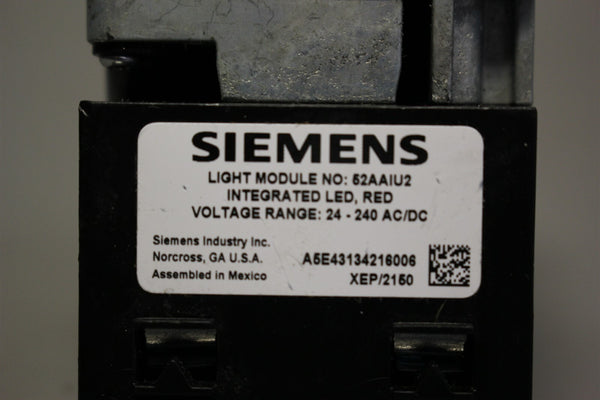 SIEMENS
LIGHT MODULE NO: 52AAIU2
INTEGRATED LED, RED
VOLTAGE RANGE: 24 - 240 AC/DC
Siemens Industry Inc.
Norcross, GA U.S.A. A5E43134216006
Assembled in Mexico XEP/2150